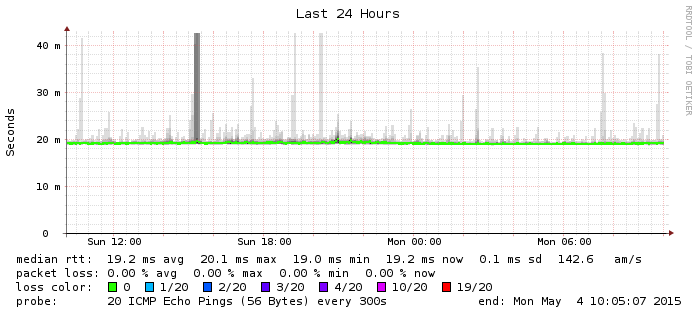 Last 24 Hours
RRDTOOL / TOBI OETIKER
Seconds
40 m
30 m
20 m
10 m
0
Sun 12:00 Sun 18:00 Mon 00:00 Mon 06:00
median rtt: 19.2 ms avg 20.1 ms max 19.0 ms min 19.2 ms now 0.1 ms sd 142.6 am/s
packet loss: 0.00 % avg 0.00 % max 0.00 % min 0.00 % now
loss color: 0 1/20 2/20 3/20 4/20 10/20 19/20
probe: 20 ICMP Echo Pings (56 Bytes) every 300s end: Mon May 4 10:05:07 2015